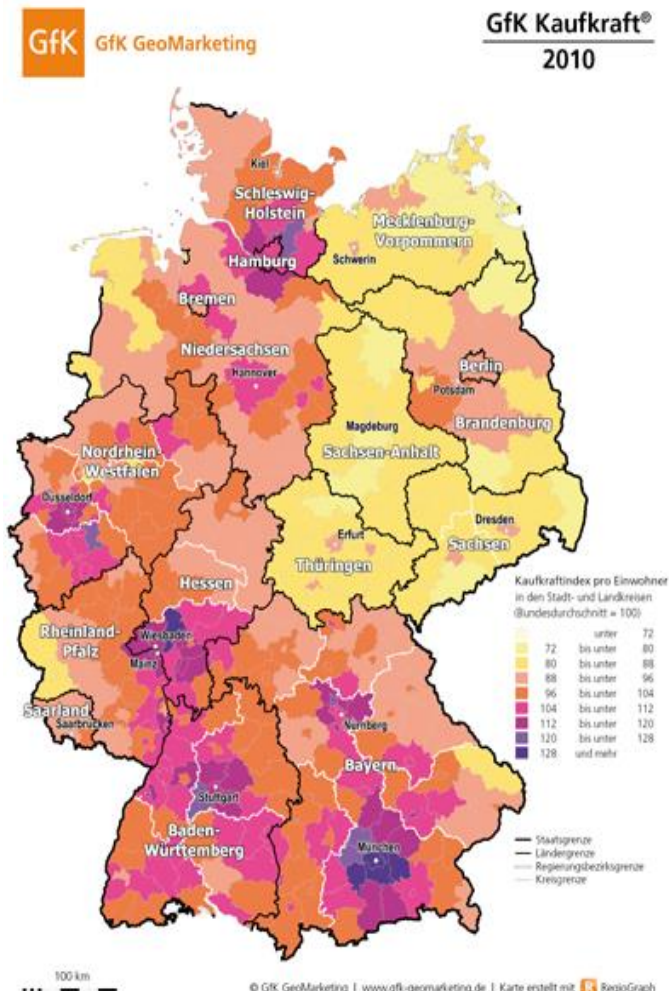 GfK
GfK GeoMarketing
GfK Kaufkraft®
2010
Kiel
Schleswig-
Holstein
Mecklenburg-
Vorpommern
Schwerin
Hamburg
Bremen
Niedersachsen
Hannover
Berlin
Potsdam
Brandenburg
Magdeburg
Sachsen-Anhalt
Nordrhein-
Westfalen
Düsseldorf
Dresden
Sachsen
Erfurt
Thüringen
Hessen
Rheinland-
Pfalz
Wiesbaden
Mainz
Saarland
Saarbrücken
Nürnberg
Bayern
Stuttgart
Baden-
Württemberg
München
Kaufkraftindex pro Einwohner
in den Stadt- und Landkreisen
(Bundesdurchschnitt = 100)
unter 72
72 bis unter 80
80 bis unter 88
88 bis unter 96
96 bis unter 104
104 bis unter 112
112 bis unter 120
120 bis unter 128
128 und mehr
Staatsgrenze
Ländergrenze
Regierungsbezirksgrenze
Kreisgrenze
100 km
© GfK GeoMarketing | www.gfk-geomarketing.de | Karte erstellt mit R RegioGraph